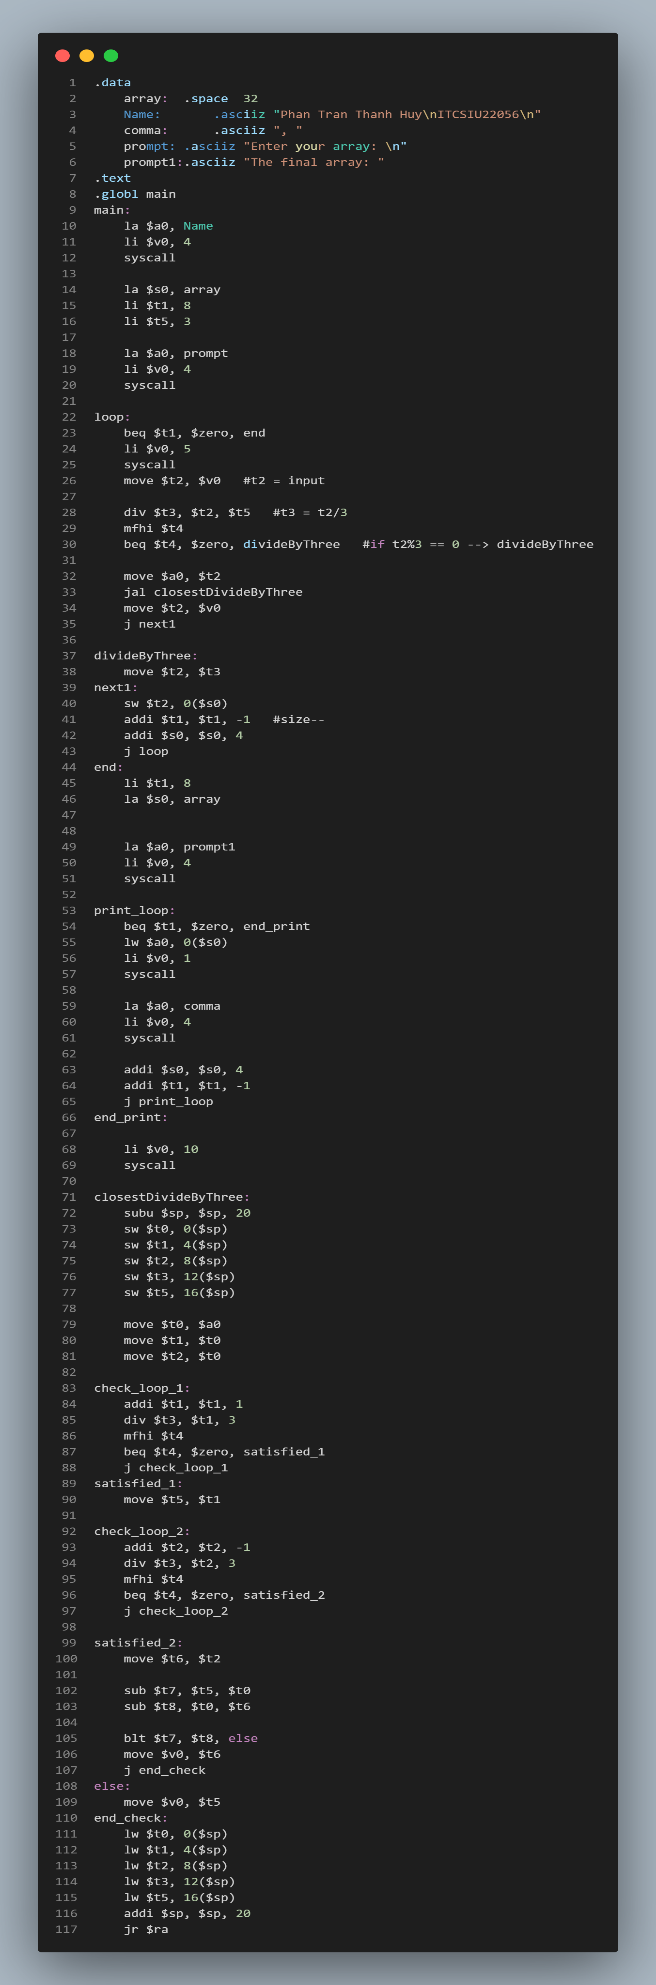 1 .data
2 array: .space 32
3 Name: .asciiz "Phan Tran Thanh Huy\nITCSIU22056\n"
4 comma: .asciiz ", "
5 prompt: .asciiz "Enter your array: \n"
6 prompt1:.asciiz "The final array: "
7 .text
8 .globl main
9 main:
10 la $a0, Name
11 li $v0, 4
12 syscall
13
14 la $s0, array
15 li $t1, 8
16 li $t5, 3
17
18 la $a0, prompt
19 li $v0, 4
20 syscall
21
22 loop:
23 beq $t1, $zero, end
24 li $v0, 5
25 syscall
26 move $t2, $v0 #t2 = input
27
28 div $t3, $t2, $t5 #t3 = t2/3
29 mfhi $t4
30 beq $t4, $zero, divideByThree #if t2%3 == 0 --> divideByThree
31
32 move $a0, $t2
33 jal closestDivideByThree
34 move $t2, $v0
35 j next1
36
37 divideByThree:
38 move $t2, $t3
39 next1:
40 sw $t2, 0($s0)
41 addi $t1, $t1, -1 #size--
42 addi $s0, $s0, 4
43 j loop
44 end:
45 li $t1, 8
46 la $s0, array
47
48
49 la $a0, prompt1
50 li $v0, 4
51 syscall
52
53 print_loop:
54 beq $t1, $zero, end_print
55 lw $a0, 0($s0)
56 li $v0, 1
57 syscall
58
59 la $a0, comma
60 li $v0, 4
61 syscall
62
63 addi $s0, $s0, 4
64 addi $t1, $t1, -1
65 j print_loop
66 end_print:
67
68 li $v0, 10
69 syscall
70
71 closestDivideByThree:
72 subu $sp, $sp, 20
73 sw $t0, 0($sp)
74 sw $t1, 4($sp)
75 sw $t2, 8($sp)
76 sw $t3, 12($sp)
77 sw $t5, 16($sp)
78
79 move $t0, $a0
80 move $t1, $t0
81 move $t2, $t0
82
83 check_loop_1:
84 addi $t1, $t1, 1
85 div $t3, $t1, 3
86 mfhi $t4
87 beq $t4, $zero, satisfied_1
88 j check_loop_1
89 satisfied_1:
90 move $t5, $t1
91
92 check_loop_2:
93 addi $t2, $t2, -1
94 div $t3, $t2, 3
95 mfhi $t4
96 beq $t4, $zero, satisfied_2
97 j check_loop_2
98
99 satisfied_2:
100 move $t6, $t2
101
102 sub $t7, $t5, $t0
103 sub $t8, $t0, $t6
104
105 blt $t7, $t8, else
106 move $v0, $t6
107 j end_check
108 else:
109 move $v0, $t5
110 end_check:
111 lw $t0, 0($sp)
112 lw $t1, 4($sp)
113 lw $t2, 8($sp)
114 lw $t3, 12($sp)
115 lw $t5, 16($sp)
116 addi $sp, $sp, 20
117 jr $ra